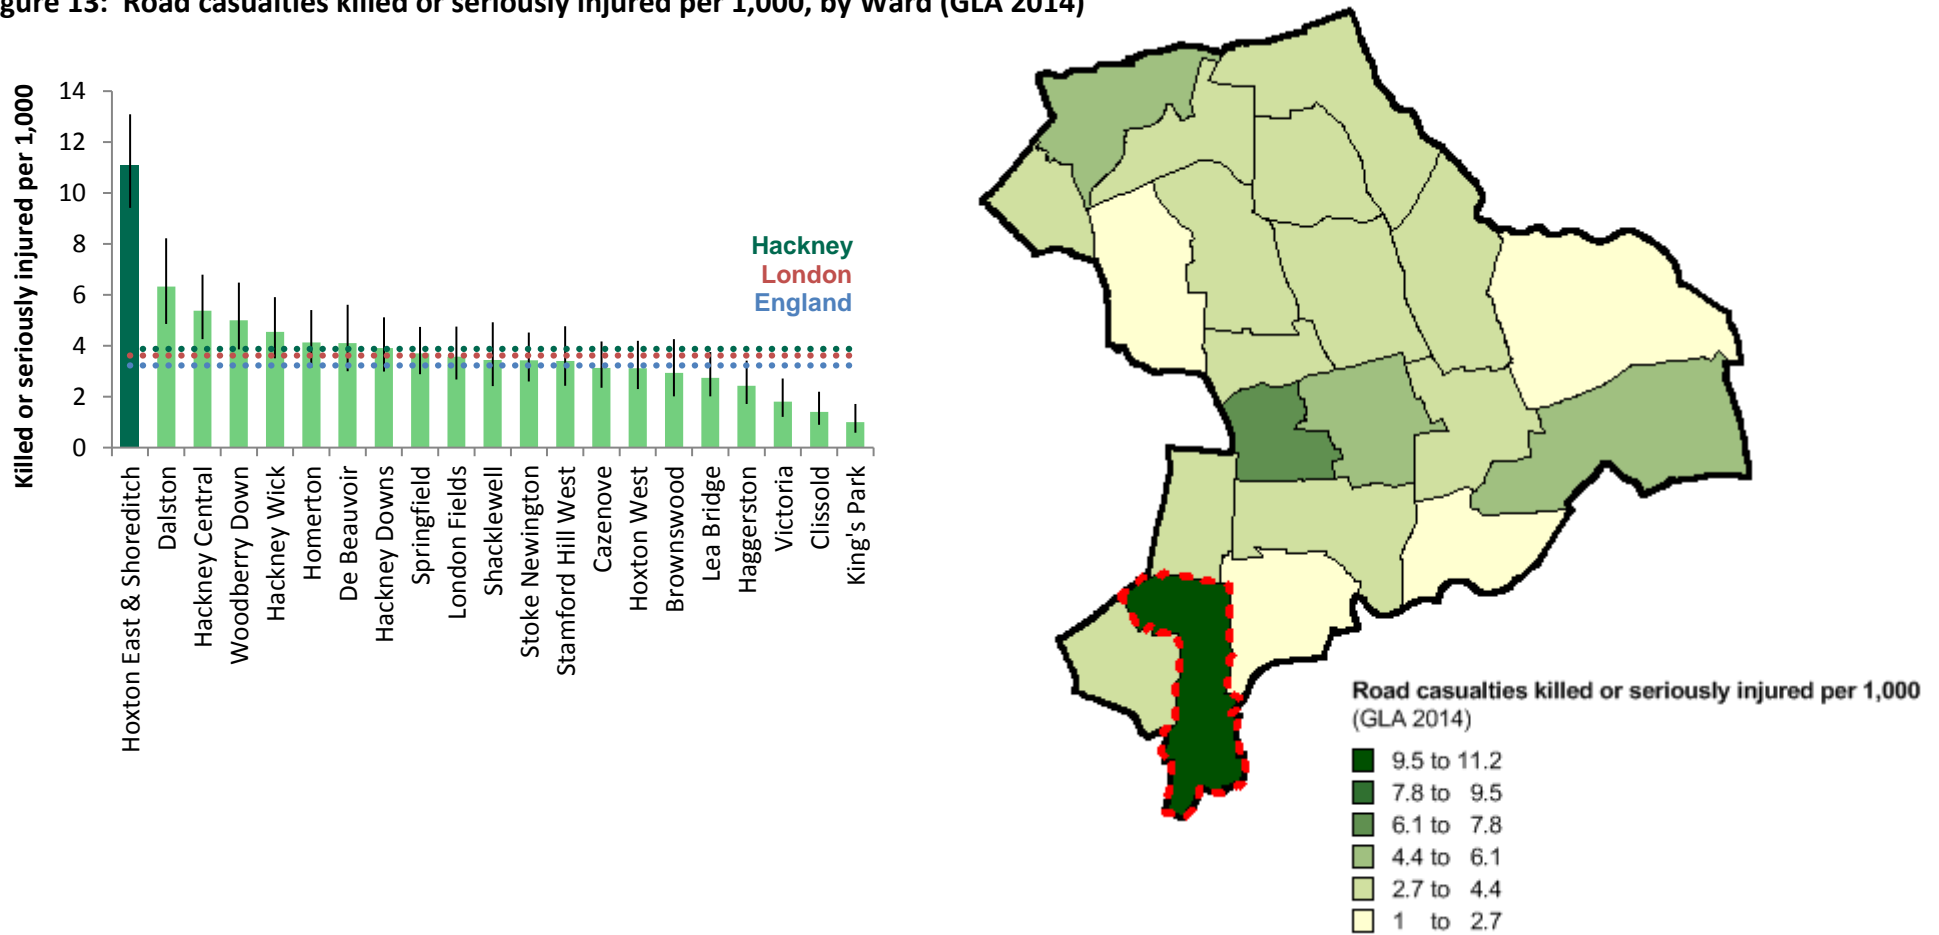 gure 13: Road casualties killed or seriously injured per 1,000, by Ward (GLA 2014)
Killed or seriously injured per 1,000
14
12
10
8
6
4
2
0
Hackney
London
England
Hoxton East & Shoreditch
Dalston
Hackney Central
Woodberry Down
Hackney Wick
Homerton
De Beauvoir
Hackney Downs
Springfield
London Fields
Shacklewell
Stoke Newington
Stamford Hill West
Cazenove
Hoxton West
Brownswood
Lea Bridge
Haggerston
Victoria
Clissold
King's Park
Road casualties killed or seriously injured per 1,000
(GLA 2014)
9.5 to 11.2
7.8 to 9.5
6.1 to 7.8
4.4 to 6.1
2.7 to 4.4
1 to 2.7